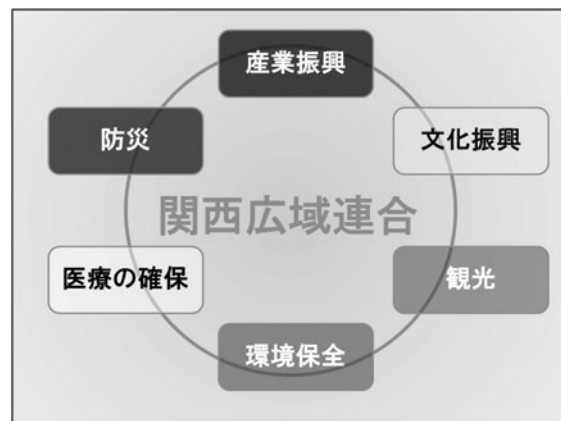 産業振興
防災
文化振興
関西広域連合
医療の確保
観光
環境保全